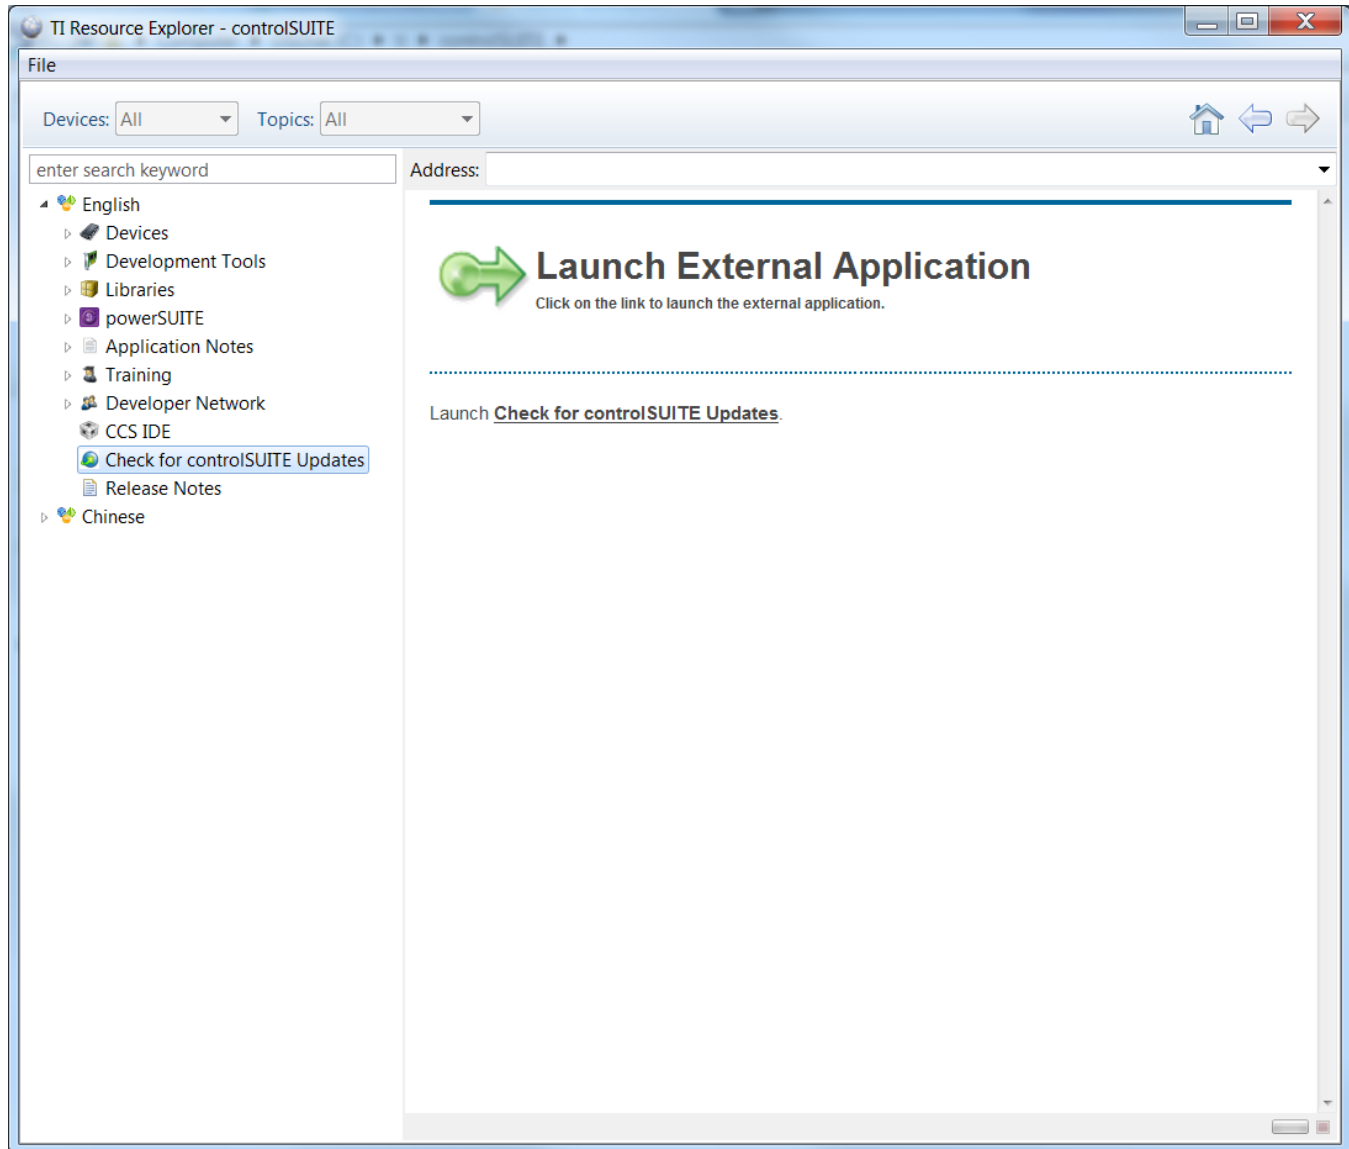 TI Resource Explorer - controlSUITE
File
Devices: All Topics: All
enter search keyword
Address:
English
Devices
Development Tools
Libraries
powerSUITE
Application Notes
Training
Developer Network
CCS IDE
Check for controlSUITE Updates
Release Notes
Chinese
Launch External Application
Click on the link to launch the external application.
Launch Check for controlSUITE Updates.